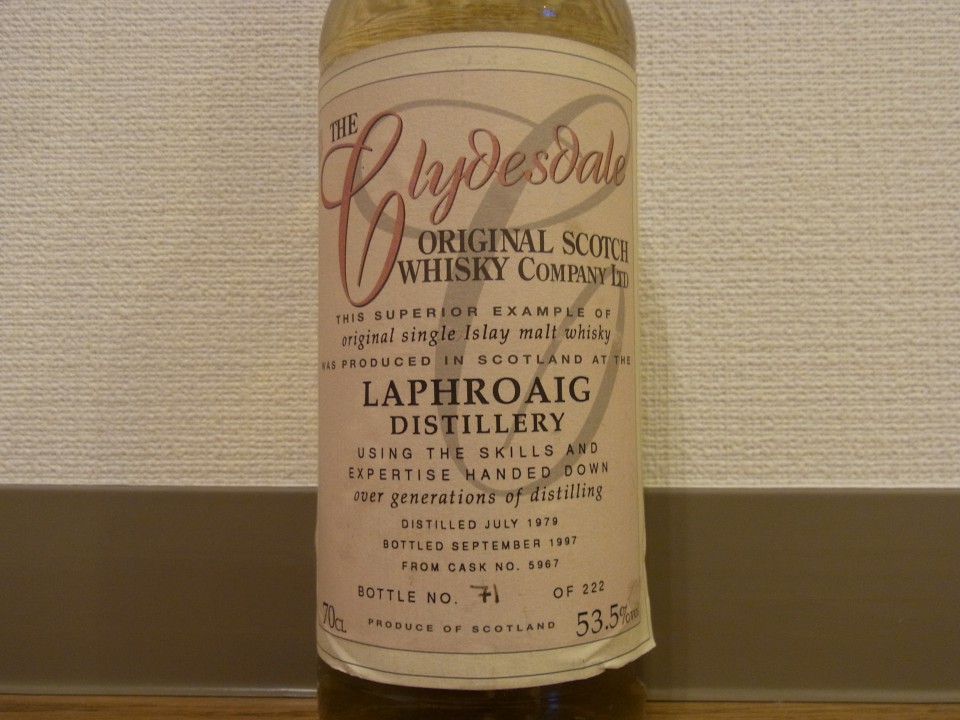 THE
Clydesdale
ORIGINAL SCOTCH
WHISKY COMPANY LTD
THIS SUPERIOR EXAMPLE OF
original single Islay malt whisky
WAS PRODUCED IN SCOTLAND AT THE
LAPHROAIG
DISTILLERY
USING THE SKILLS AND
EXPERTISE HANDED DOWN
over generations of distilling
DISTILLED JULY 1979
BOTTLED SEPTEMBER 1997
FROM CASK NO. 5967
BOTTLE NO. 71 OF 222
70CL PRODUCE OF SCOTLAND 53.5%vol